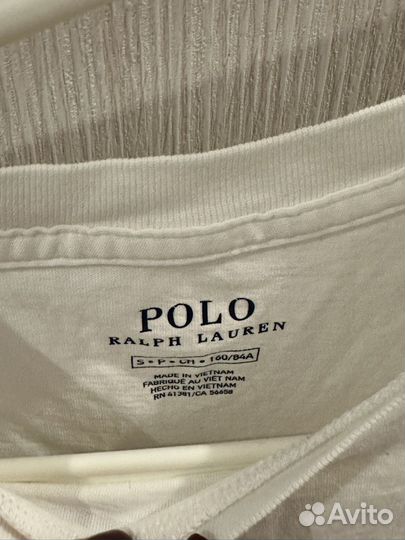 POLO
RALPH LAUREN
S • P • CH • 160/84A
MADE IN VIETNAM
FABRIQUÉ AU VIET NAM
HECHO EN VIETNAM
RN 41381/CA 56658
Avito